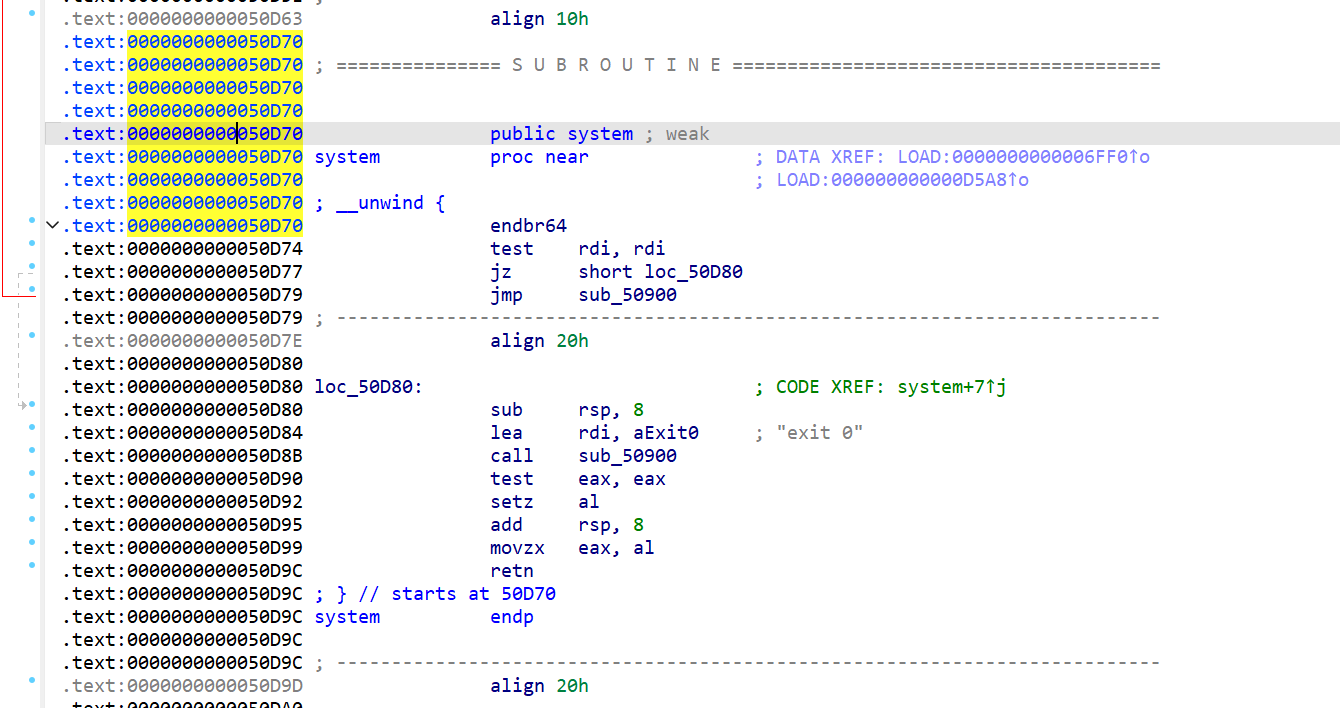 .text:0000000000050D63 align 10h
.text:0000000000050D70
.text:0000000000050D70 ; =============== S U B R O U T I N E =======================================
.text:0000000000050D70
.text:0000000000050D70
.text:0000000000050D70 public system ; weak
.text:0000000000050D70 system proc near ; DATA XREF: LOAD:0000000000006FF0↑o
.text:0000000000050D70 ; LOAD:000000000000D5A8↑o
.text:0000000000050D70 ; __unwind {
.text:0000000000050D70 endbr64
.text:0000000000050D74 test rdi, rdi
.text:0000000000050D77 jz short loc_50D80
.text:0000000000050D79 jmp sub_50900
.text:0000000000050D79 ; ---------------------------------------------------------------------------
.text:0000000000050D7E align 20h
.text:0000000000050D80
.text:0000000000050D80 loc_50D80: ; CODE XREF: system+7↑j
.text:0000000000050D80 sub rsp, 8
.text:0000000000050D84 lea rdi, aExit0 ; "exit 0"
.text:0000000000050D8B call sub_50900
.text:0000000000050D90 test eax, eax
.text:0000000000050D92 setz al
.text:0000000000050D95 add rsp, 8
.text:0000000000050D99 movzx eax, al
.text:0000000000050D9C retn
.text:0000000000050D9C ; } // starts at 50D70
.text:0000000000050D9C system endp
.text:0000000000050D9C
.text:0000000000050D9C ; ---------------------------------------------------------------------------
.text:0000000000050D9D align 20h
.text:0000000000050DA0